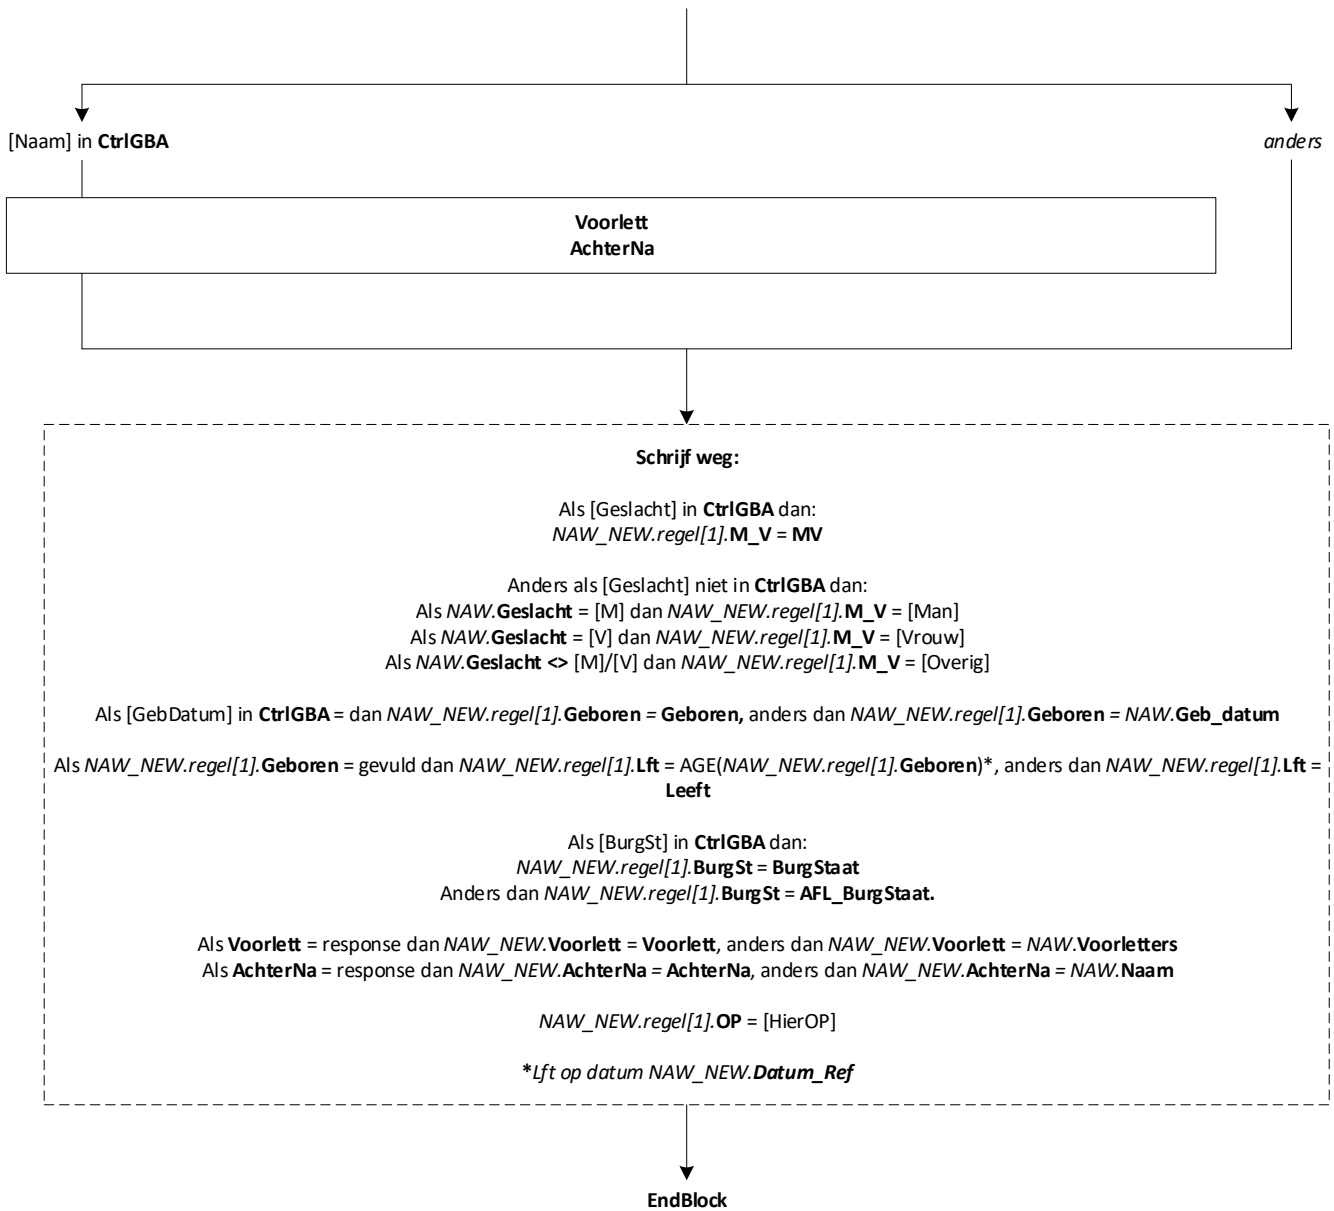 [Naam] in CtrlGBA
anders
Voorlett
AchterNa
Schrijf weg:
Als [Geslacht] in CtrlGBA dan:
NAW_NEW.regel[1].M_V = MV
Anders als [Geslacht] niet in CtrlGBA dan:
Als NAW.Geslacht = [M] dan NAW_NEW.regel[1].M_V = [Man]
Als NAW.Geslacht = [V] dan NAW_NEW.regel[1].M_V = [Vrouw]
Als NAW.Geslacht <> [M]/[V] dan NAW_NEW.regel[1].M_V = [Overig]
Als [GebDatum] in CtrlGBA = dan NAW_NEW.regel[1].Geboren = Geboren, anders dan NAW_NEW.regel[1].Geboren = NAW.Geb_datum
Als NAW_NEW.regel[1].Geboren = gevuld dan NAW_NEW.regel[1].Lft = AGE(NAW_NEW.regel[1].Geboren)*, anders dan NAW_NEW.regel[1].Lft =
Leeft
Als [BurgSt] in CtrlGBA dan:
NAW_NEW.regel[1].BurgSt = BurgStaat
Anders dan NAW_NEW.regel[1].BurgSt = AFL_BurgStaat.
Als Voorlett = response dan NAW_NEW.Voorlett = Voorlett, anders dan NAW_NEW.Voorlett = NAW.Voorletters
Als AchterNa = response dan NAW_NEW.AchterNa = AchterNa, anders dan NAW_NEW.AchterNa = NAW.Naam
NAW_NEW.regel[1].OP = [HierOP]
*Lft op datum NAW_NEW.Datum_Ref
EndBlock